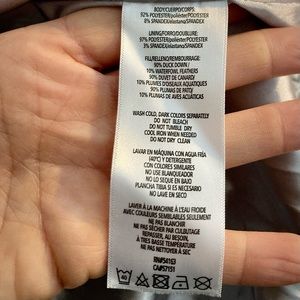 BODY/CUERPO/CORPS:
92% POLYESTER/poliéster/POLYESTER
8% SPANDEX/elastano/SPANDEX
LINING/FORRO/DOUBLURE:
97% POLYESTER/poliéster/POLYESTER
3% SPANDEX/elastano/SPANDEX
FILL/RELLENO/REMBOURRAGE:
90% DUCK DOWN /
10% WATERFOWL FEATHERS
90% DUVET DE CANARD /
10% PLUMES D'OISEAUX AQUATIQUES
90% PLUMAS DE PATO/
10% PLUMAS DE AVES ACUATICAS
WASH COLD, DARK COLORS SEPARATELY
DO NOT BLEACH
DO NOT TUMBLE DRY
COOL IRON WHEN NEEDED
DO NOT DRY CLEAN
LAVAR EN MÁQUINA CON AGUA FRÍA
(40°C) Y DETERGENTE
CON COLORES SIMILARES
NO USAR BLANQUEADOR
NO LO SEQUE EN BAJO
PLANCHA TIBIA SI ES NECESARIO
NO LAVE EN SECO
LAVER À LA MACHINE À L'EAU FROIDE
AVEC COULEURS SEMBLABLES SEULEMENT
NE PAS JAVELLISER
NE PAS SÉCHER PAR CULBUTAGE
REPASSER, AU BESOIN,
À TRÈS BASSE TEMPÉRATURE
NE PAS NETTOYER À SEC
RN#54163
CA#57151
40